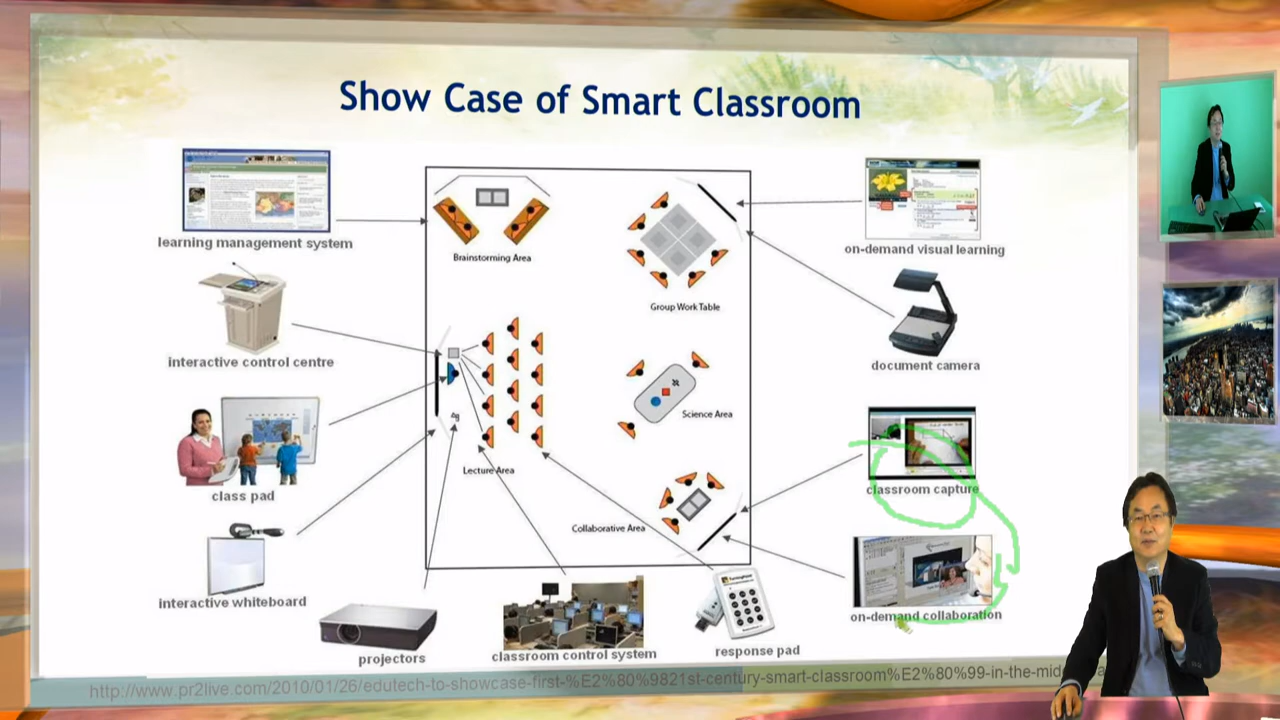 Show Case of Smart Classroom
learning management system
interactive control centre
class pad
interactive whiteboard
projectors
classroom control system
response pad
on-demand visual learning
document camera
classroom capture
on-demand collaboration
Brainstorming Area
Group Work Table
Science Area
Lecture Area
Collaborative Area
http://www.pr2live.com/2010/01/26/edutech-to-showcase-first-%E2%80%9821st-century-smart-classroom%E2%80%99-in-the-mid